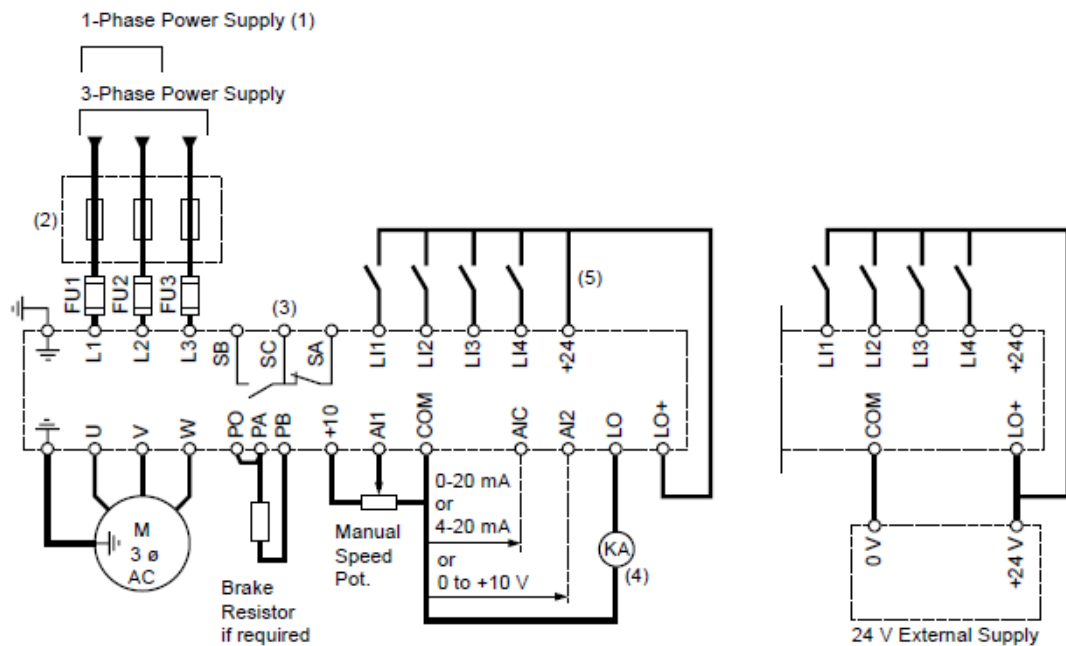 1-Phase Power Supply (1)
3-Phase Power Supply
(2)
FU1
FU2
FU3
(3)
(5)
L1
L2
L3
SB
SC
SA
LI1
LI2
LI3
LI4
+24
U
V
W
PO
PA
PB
+10
AI1
COM
AIC
AI2
LO
LO+
M
3 ø
AC
Brake
Resistor
if required
Manual
Speed
Pot.
0-20 mA
or
4-20 mA
or
0 to +10 V
KA
(4)
LI1
LI2
LI3
LI4
+24
COM
LO+
0 V
+24 V
24 V External Supply